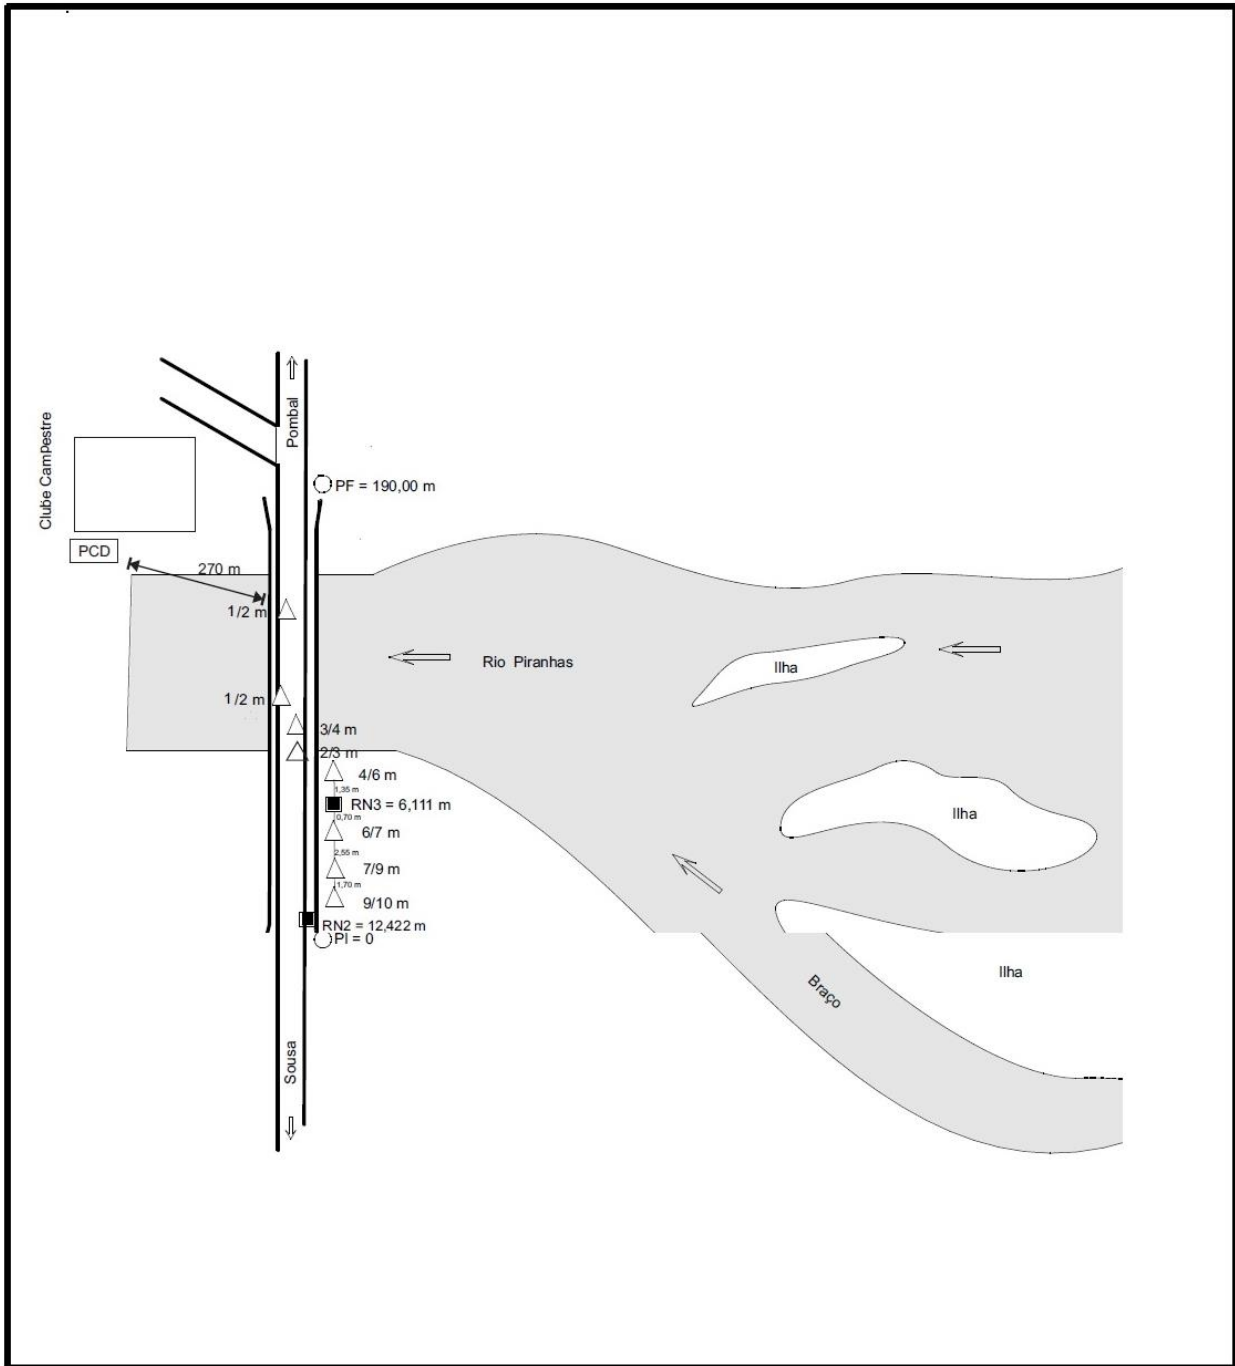 Pombal
Clube Campestre
PF = 190,00 m
PCD
270 m
1/2 m
Rio Piranhas
Ilha
1/2 m
3/4 m
2/3 m
4/6 m
1,35 m
RN3 = 6,111 m
0,70 m
6/7 m
Ilha
2,55 m
7/9 m
1,70 m
9/10 m
RN2 = 12,422 m
PI = 0
Ilha
Braço
Sousa